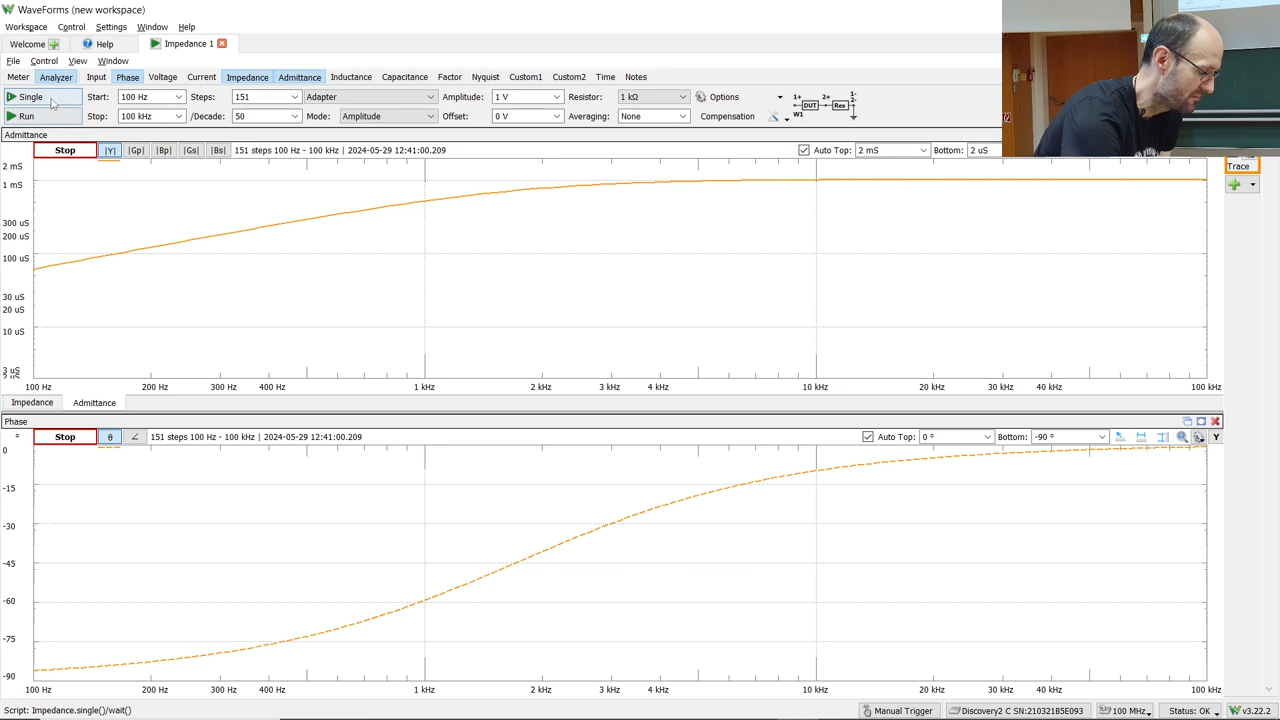 WaveForms (new workspace)
Workspace Control Settings Window Help
Welcome Help Impedance 1
File Control View Window
Meter Analyzer Input Phase Voltage Current Impedance Admittance Inductance Capacitance Factor Nyquist Custom1 Custom2 Time Notes
Single Start: 100 Hz Steps: 151 Adapter Amplitude: 1 V Resistor: 1 kΩ Options
Run Stop: 100 kHz /Decade: 50 Mode: Amplitude Offset: 0 V Averaging: None Compensation
1+ 2+ 1- 2-
DUT Res
W1
Admittance
Stop |Y| |Gp| |Bp| |Gs| |Bs| 151 steps 100 Hz - 100 kHz | 2024-05-29 12:41:00.209 Auto Top: 2 mS Bottom: 2 uS
Trace
2 mS
1 mS
300 uS
200 uS
100 uS
30 uS
20 uS
10 uS
3 uS
100 Hz 200 Hz 300 Hz 400 Hz 1 kHz 2 kHz 3 kHz 4 kHz 10 kHz 20 kHz 30 kHz 40 kHz 100 kHz
Impedance Admittance
Phase
° Stop θ ∠ 151 steps 100 Hz - 100 kHz | 2024-05-29 12:41:00.209 Auto Top: 0 ° Bottom: -90 ° Y
0
-15
-30
-45
-60
-75
-90
100 Hz 200 Hz 300 Hz 400 Hz 1 kHz 2 kHz 3 kHz 4 kHz 10 kHz 20 kHz 30 kHz 40 kHz 100 kHz
Script: Impedance.single()/wait() Manual Trigger Discovery2 C SN:210321B5E093 100 MHz Status: OK v3.22.2